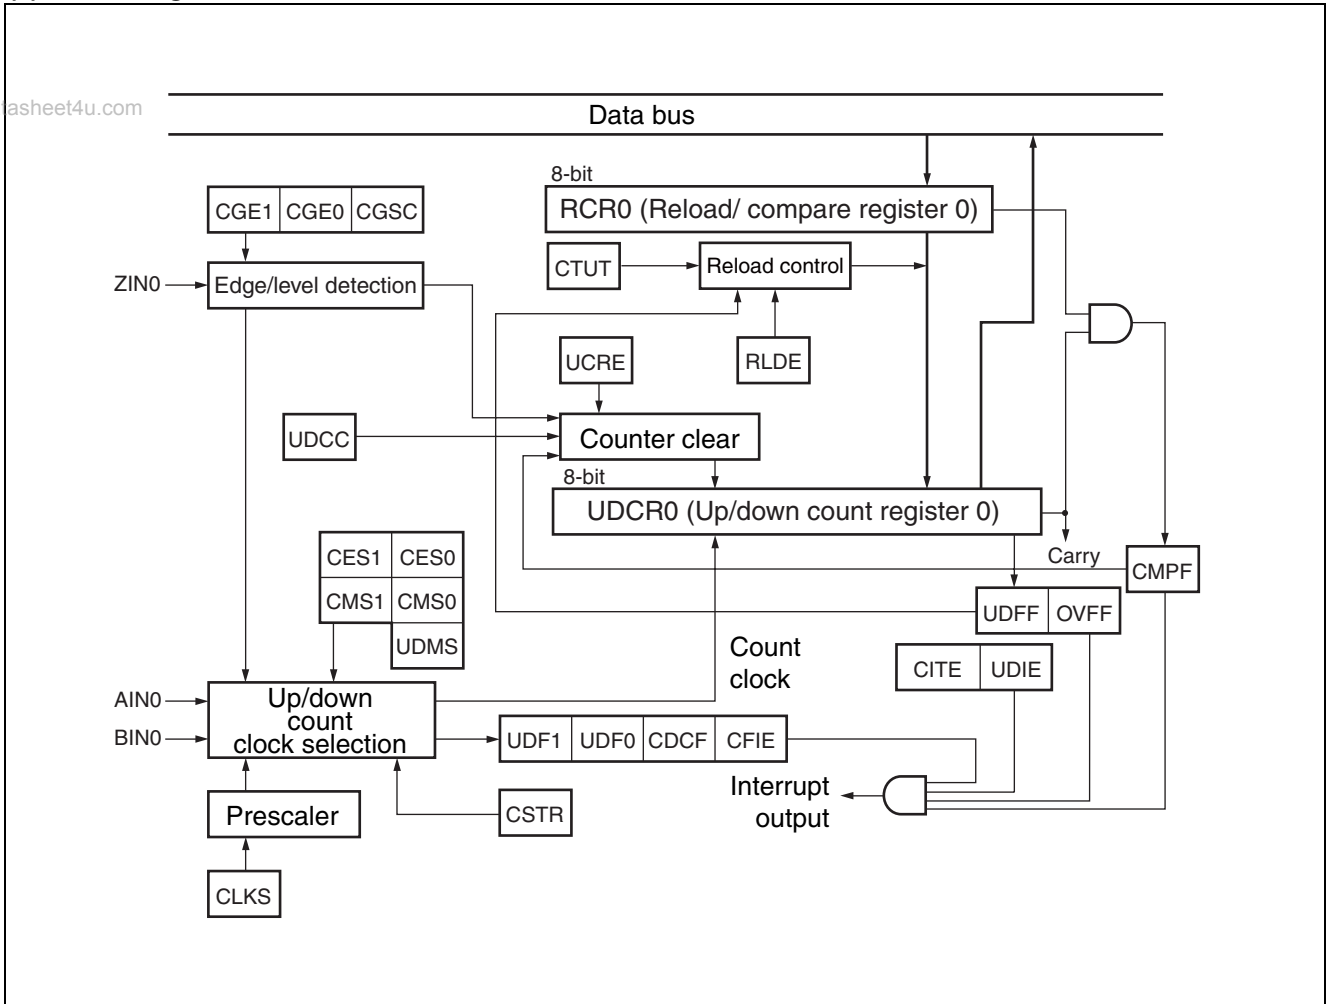 tasheet4u.com
Data bus
8-bit
CGE1 CGE0 CGSC
RCR0 (Reload/ compare register 0)
CTUT
Reload control
ZIN0
Edge/level detection
UCRE
RLDE
UDCC
Counter clear
8-bit
UDCR0 (Up/down count register 0)
CES1 CES0
Carry
CMPF
CMS1 CMS0
UDFF OVFF
UDMS
Count
clock
CITE UDIE
AIN0
Up/down
count
clock selection
BIN0
UDF1 UDF0 CDCF CFIE
Interrupt
output
Prescaler
CSTR
CLKS